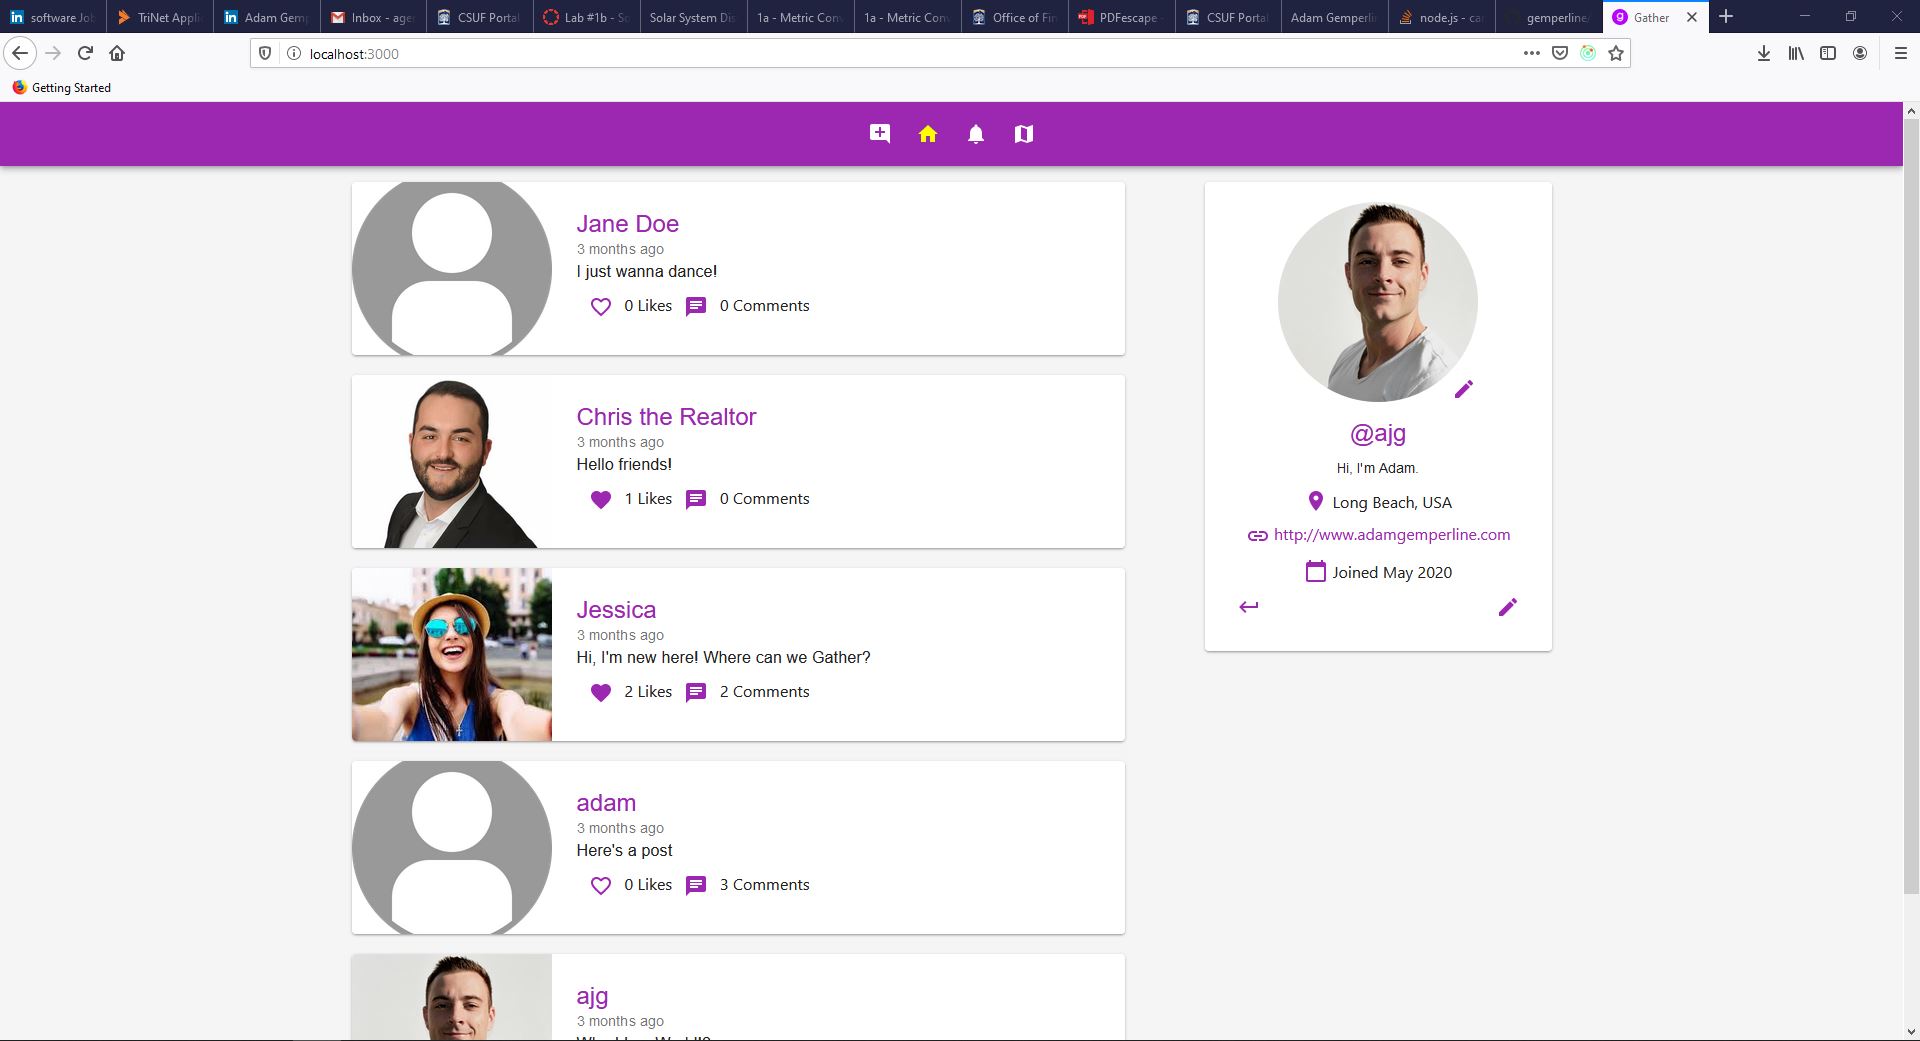 software Job
TriNet Appli
Adam Gemp
Inbox - age
CSUF Portal
Lab #1b - So
Solar System Dis
1a - Metric Conv
1a - Metric Conv
Office of Fin
PDFescape -
CSUF Portal
Adam Gemperlin
node.js - can
gemperline/
Gather
localhost:3000
Getting Started
Jane Doe
3 months ago
I just wanna dance!
0 Likes 0 Comments
Chris the Realtor
3 months ago
Hello friends!
1 Likes 0 Comments
Jessica
3 months ago
Hi, I'm new here! Where can we Gather?
2 Likes 2 Comments
adam
3 months ago
Here's a post
0 Likes 3 Comments
ajg
3 months ago
@ajg
Hi, I'm Adam.
Long Beach, USA
http://www.adamgemperline.com
Joined May 2020